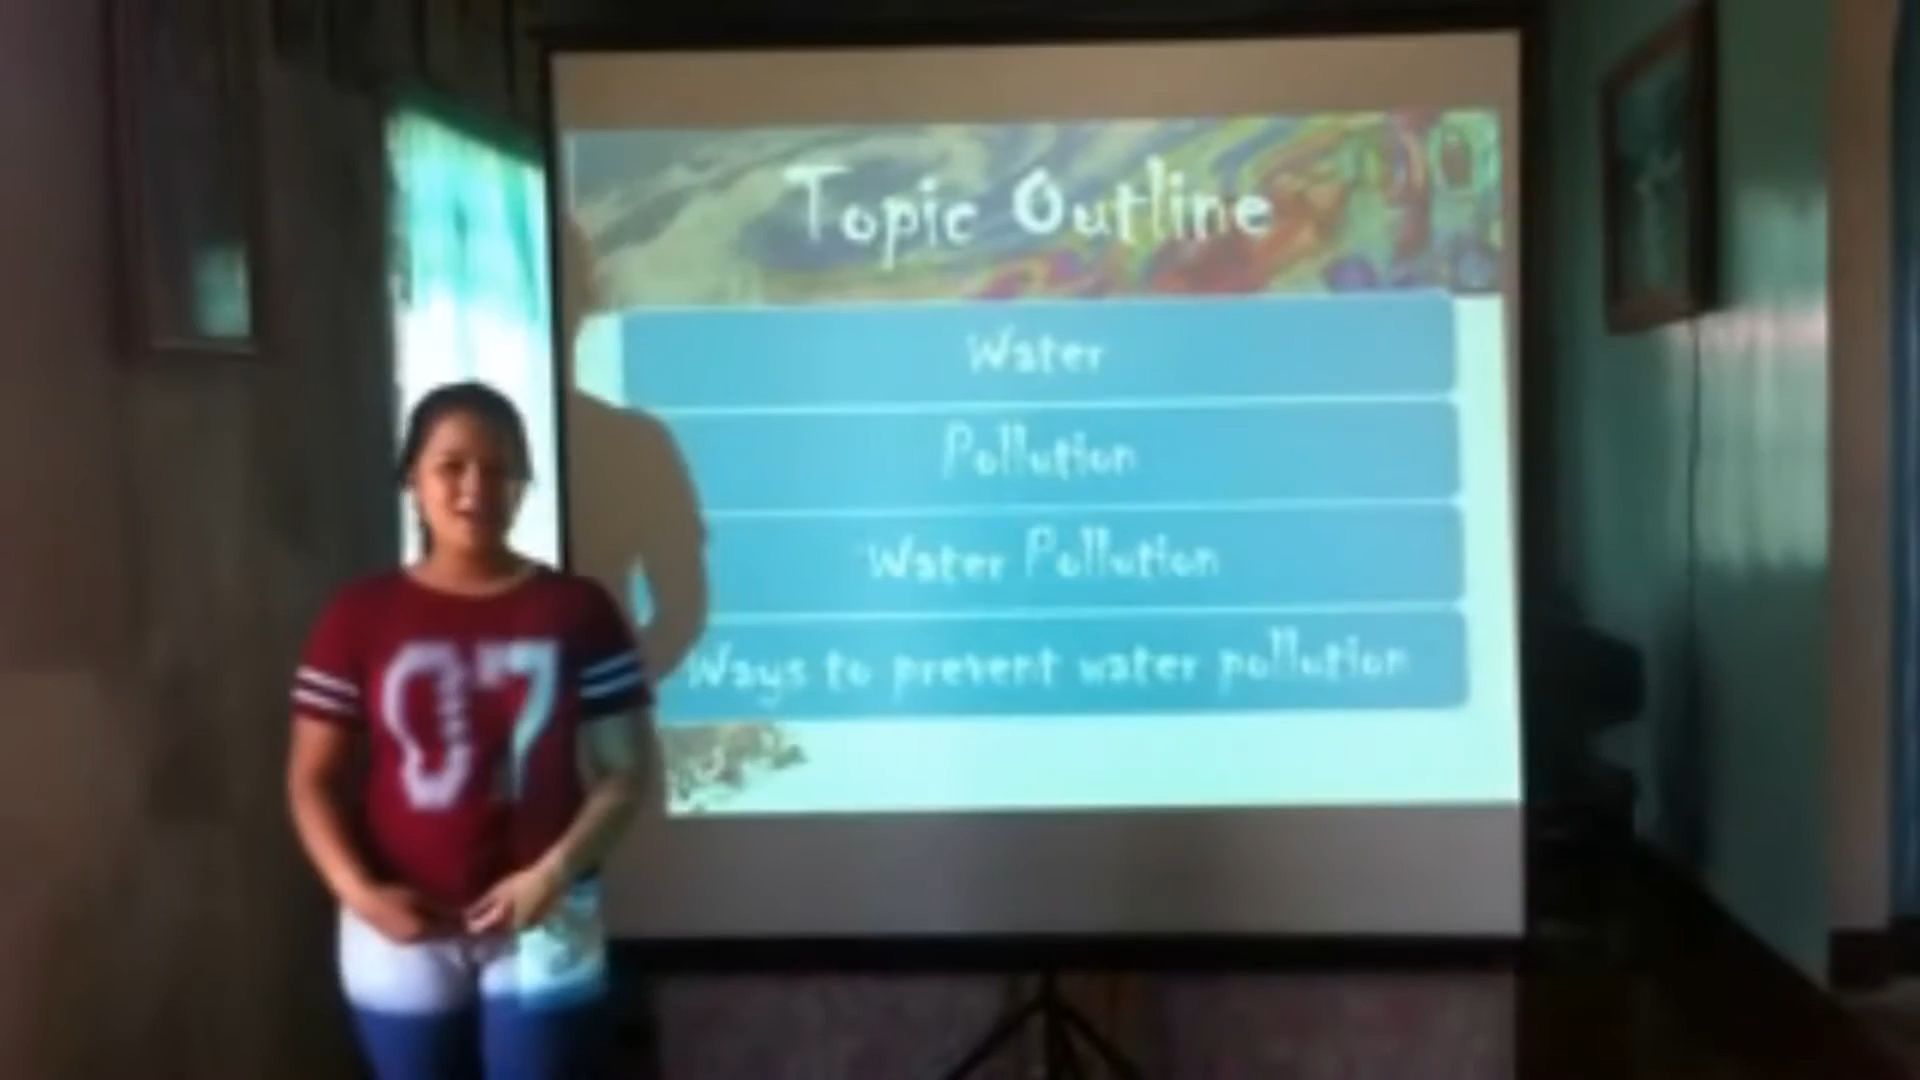 Topic Outline
Water
Pollution
Water Pollution
Ways to prevent water pollution
07